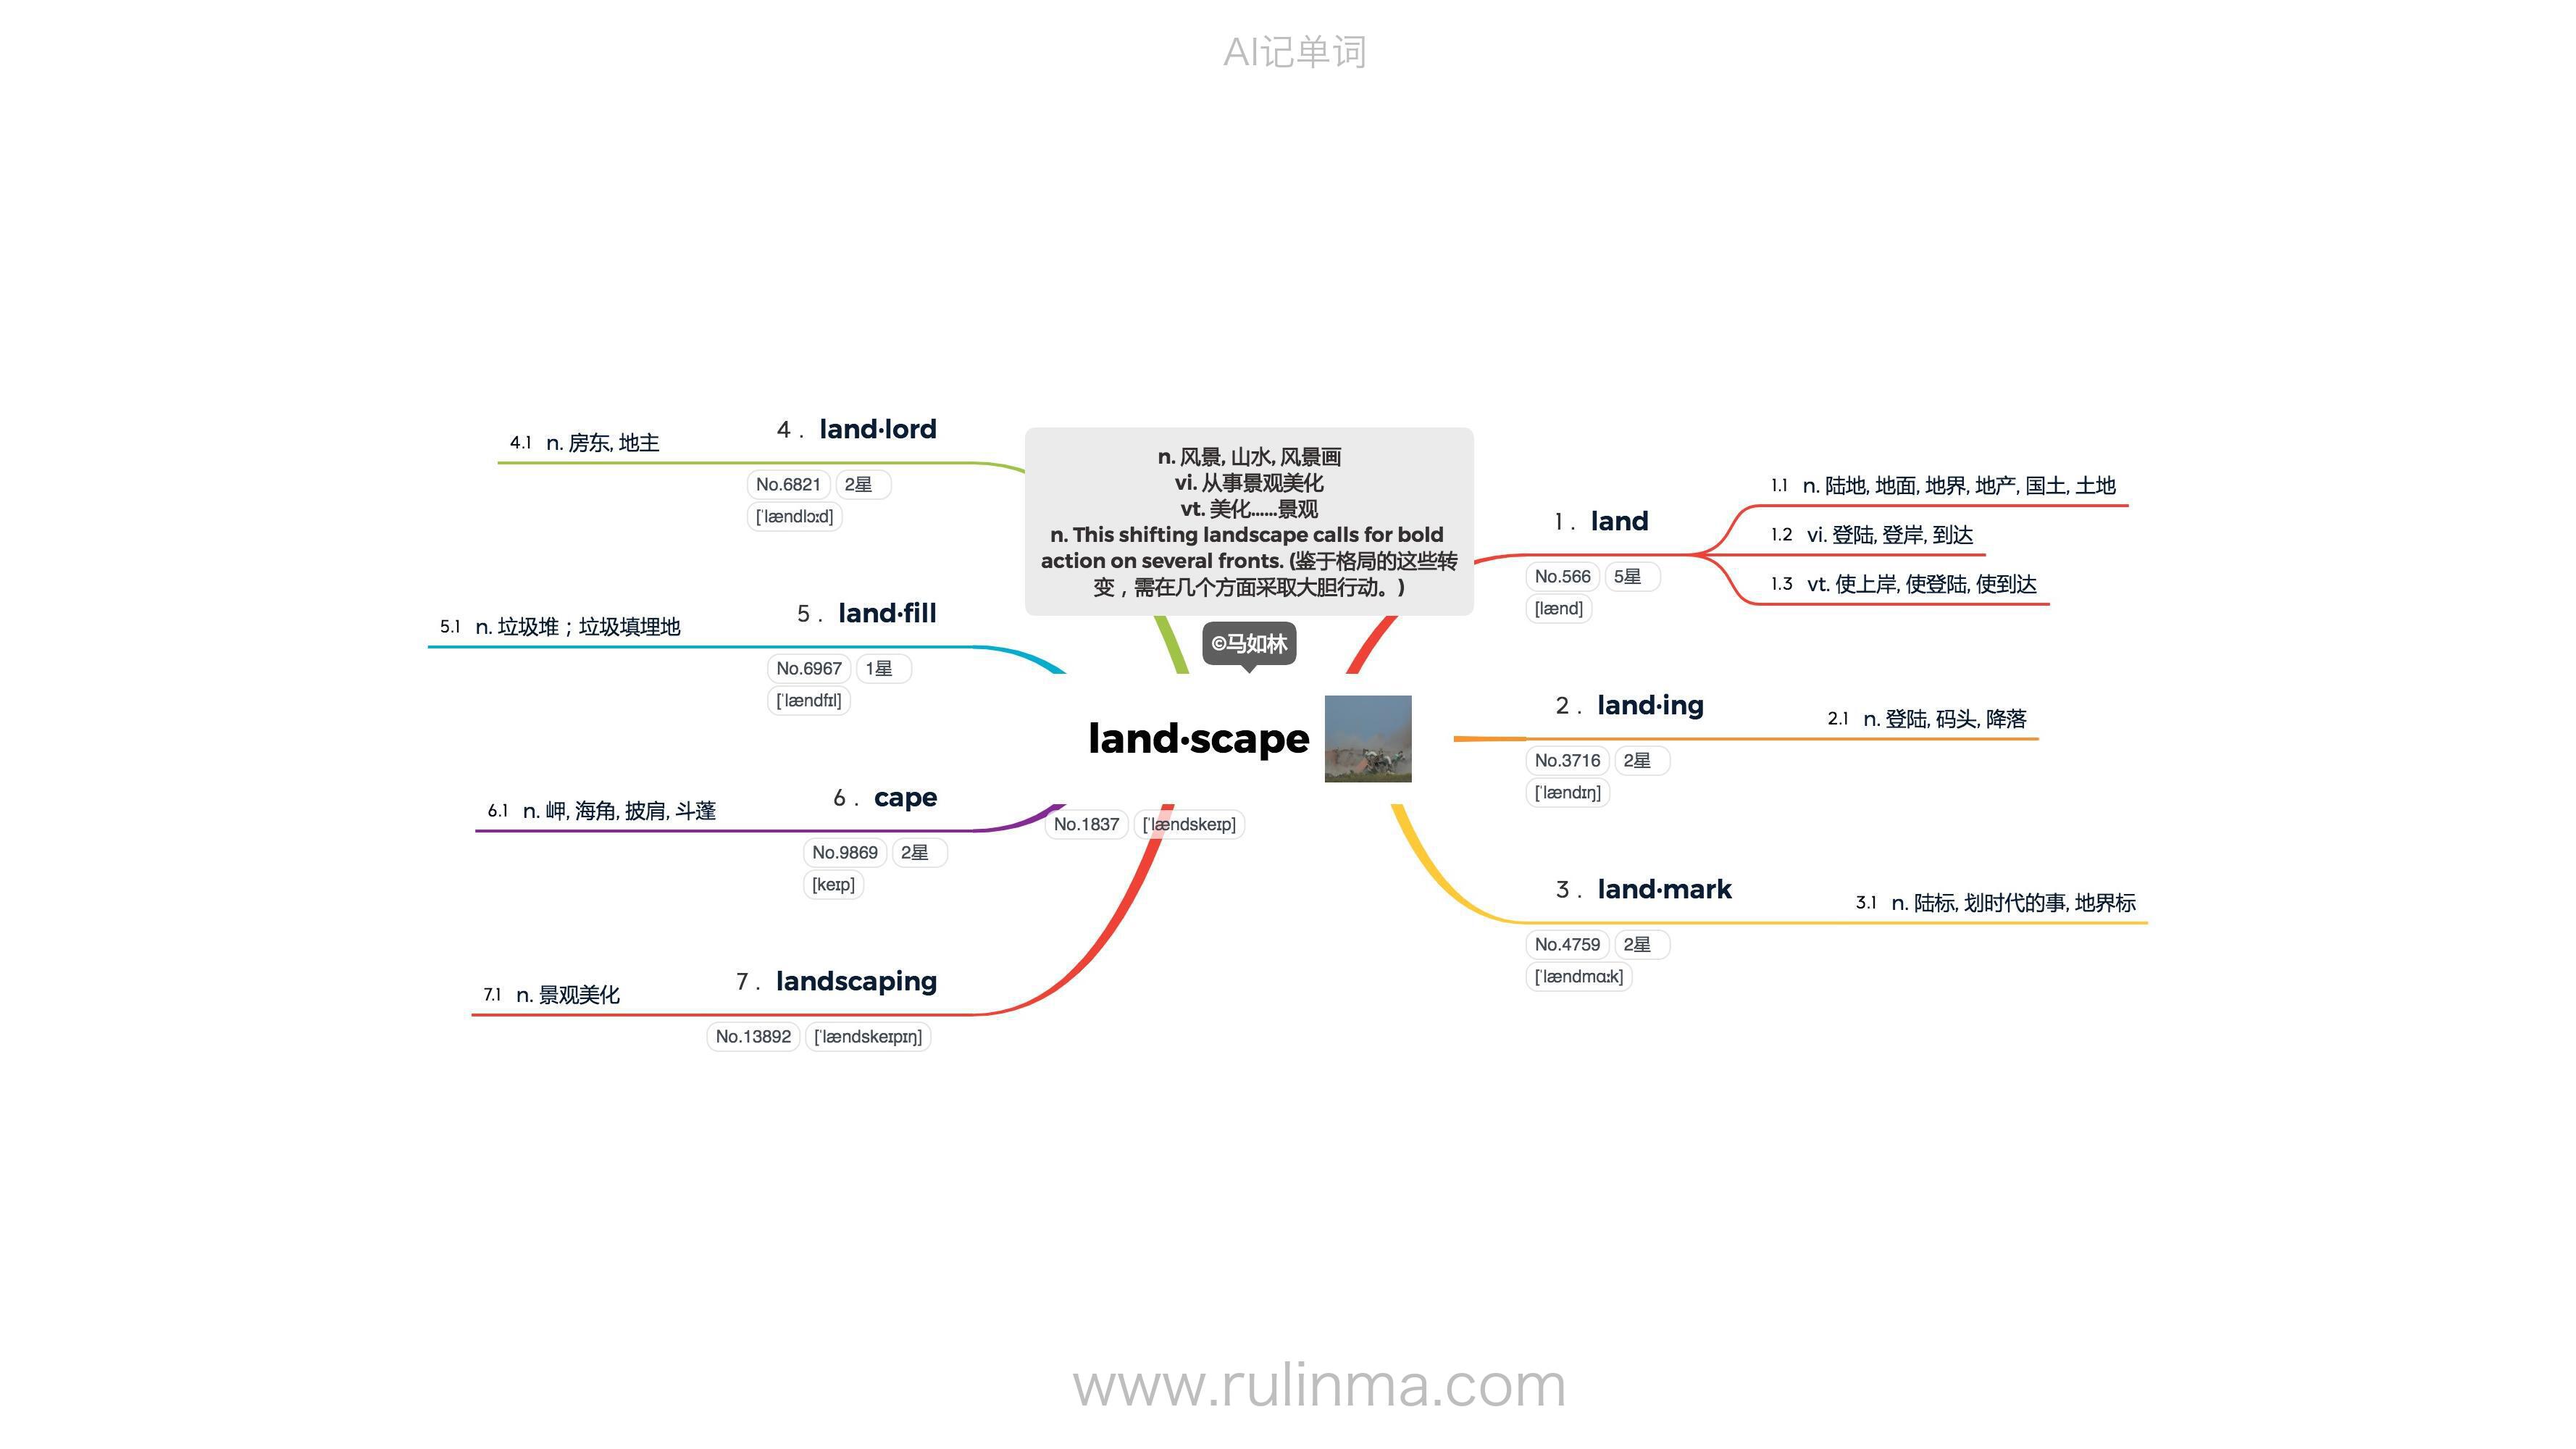 AI记单词
n. 风景, 山水, 风景画
vi. 从事景观美化
vt. 美化......景观
n. This shifting landscape calls for bold
action on several fronts. (鉴于格局的这些转
变，需在几个方面采取大胆行动。)
©马如林
land·scape
No.1837 [ˈlændskeɪp]
1. land
No.566 5星
[lænd]
1.1 n. 陆地, 地面, 地界, 地产, 国土, 土地
1.2 vi. 登陆, 登岸, 到达
1.3 vt. 使上岸, 使登陆, 使到达
2. land·ing
No.3716 2星
[ˈlændɪŋ]
2.1 n. 登陆, 码头, 降落
3. land·mark
No.4759 2星
[ˈlændmɑːk]
3.1 n. 陆标, 划时代的事, 地界标
4. land·lord
No.6821 2星
[ˈlændlɔːd]
4.1 n. 房东, 地主
5. land·fill
No.6967 1星
[ˈlændfɪl]
5.1 n. 垃圾堆；垃圾填埋地
6. cape
No.9869 2星
[keɪp]
6.1 n. 岬, 海角, 披肩, 斗蓬
7. landscaping
No.13892 [ˈlændskeɪpɪŋ]
7.1 n. 景观美化
www.rulinma.com